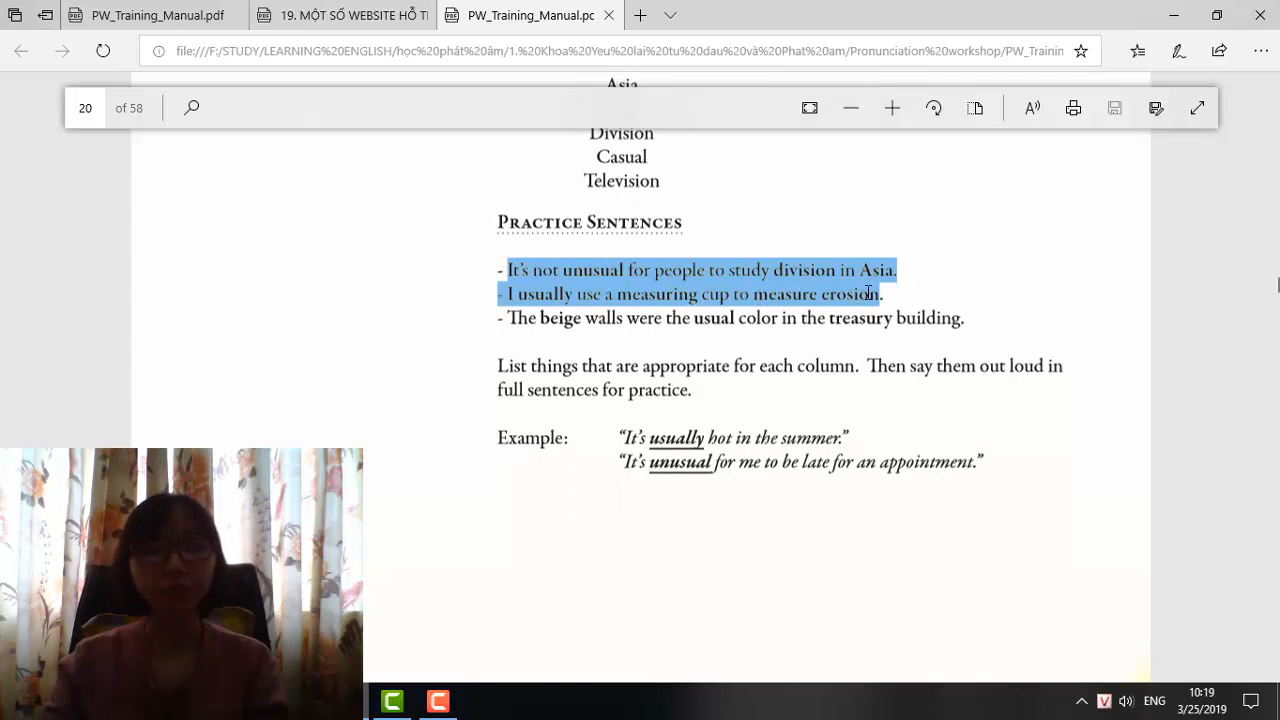 PW_Training_Manual.pdf
19. MỘT SỐ WEBSITE HỖ T
PW_Training_Manual.pc
file:///F:/STUDY/LEARNING%20ENGLISH/học%20phát%20âm/1.%20Khoa%20Yeu%20lai%20tu%20dau%20và%20Phat%20am/Pronunciation%20workshop/PW_Trainin
20 of 58
Asia
Division
Casual
Television
Practice Sentences
- It's not unusual for people to study division in Asia.
- I usually use a measuring cup to measure erosion.
- The beige walls were the usual color in the treasury building.
List things that are appropriate for each column. Then say them out loud in
full sentences for practice.
Example: “It's usually hot in the summer.”
“It's unusual for me to be late for an appointment.”
V ENG
10:19
3/25/2019